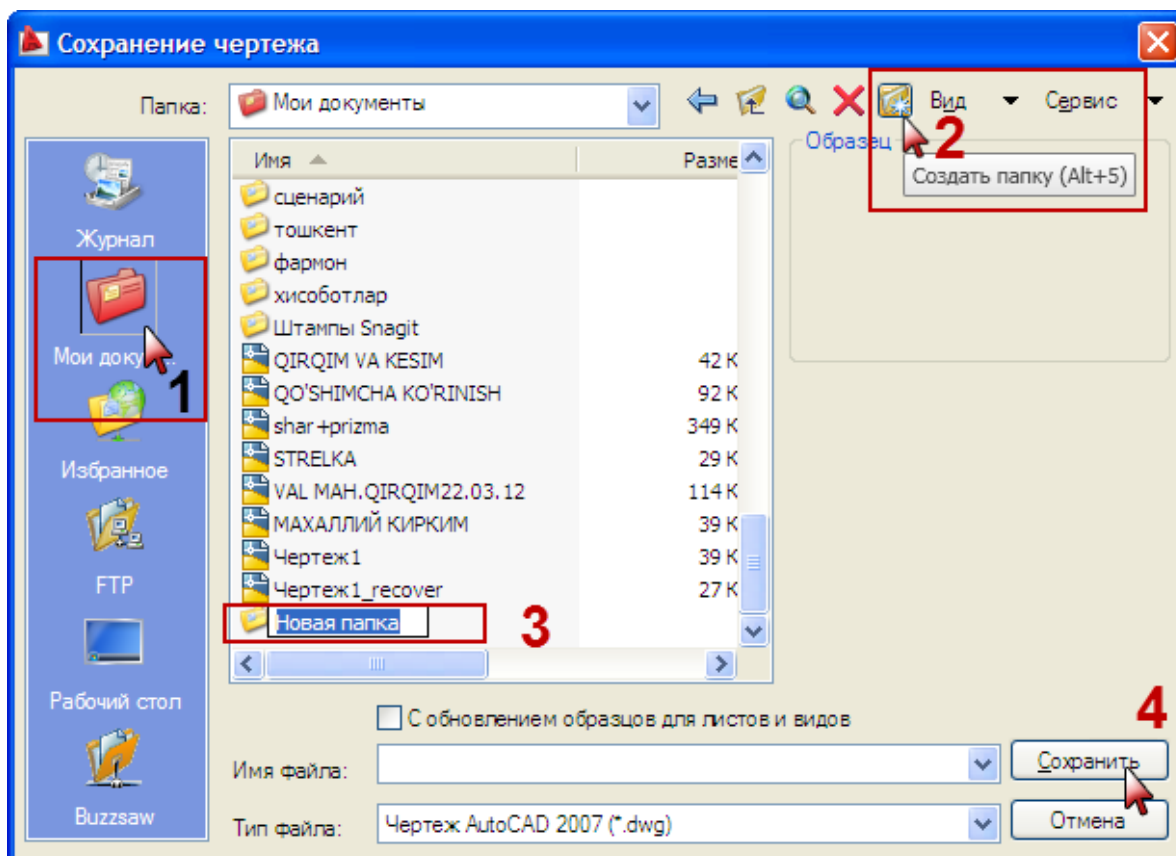 Сохранение чертежа
Папка:
Мои документы
Вид
Сервис
2
Образец
Создать папку (Alt+5)
Имя
Разме
Журнал
Мои доку...
1
Избранное
FTP
Рабочий стол
Buzzsaw
сценарий
тошкент
фармон
хисоботлар
Штампы Snagit
QIRQIM VA KESIM 42 К
QO'SHIMCHA KO'RINISH 92 К
shar+prizma 349 К
STRELKA 29 К
VAL MAH.QIRQIM22.03.12 114 К
МАХАЛЛИЙ КИРКИМ 39 К
Чертеж1 39 К
Чертеж1_recover 27 К
Новая папка
3
С обновлением образцов для листов и видов
4
Имя файла:
Сохранить
Тип файла:
Чертеж AutoCAD 2007 (*.dwg)
Отмена